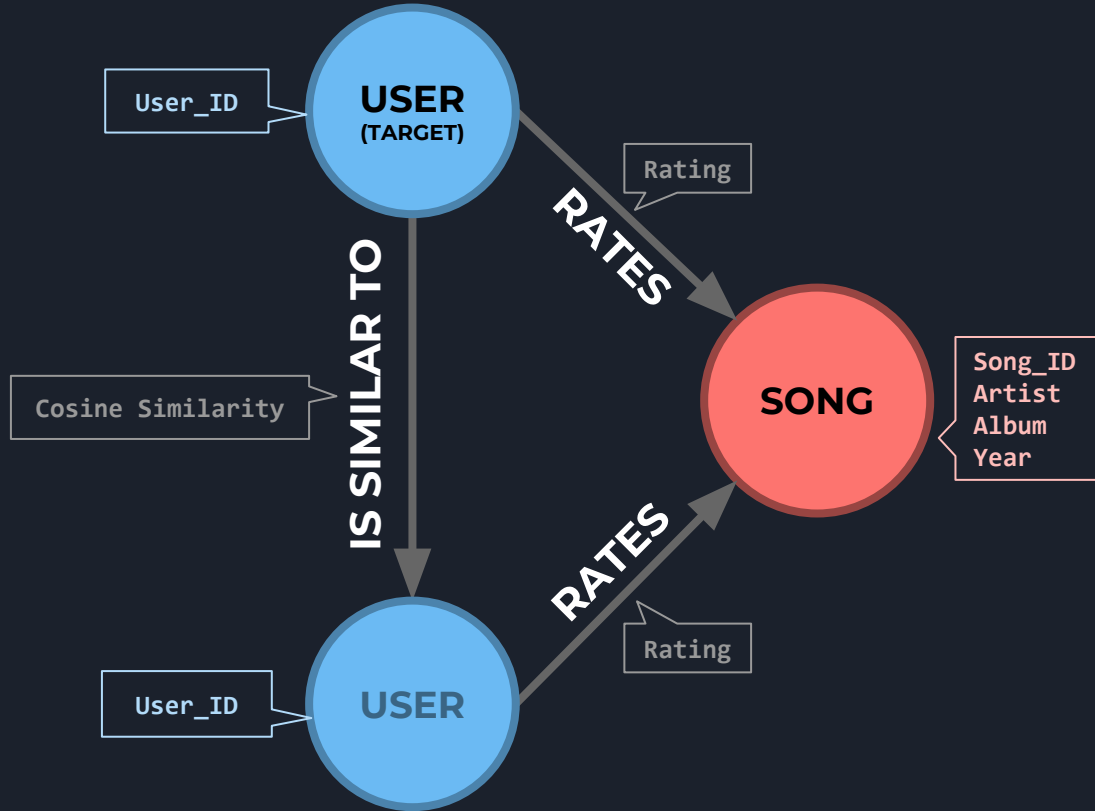 User_ID
USER
(TARGET)
Rating
RATES
IS SIMILAR TO
Cosine Similarity
SONG
Song_ID
Artist
Album
Year
RATES
Rating
User_ID
USER